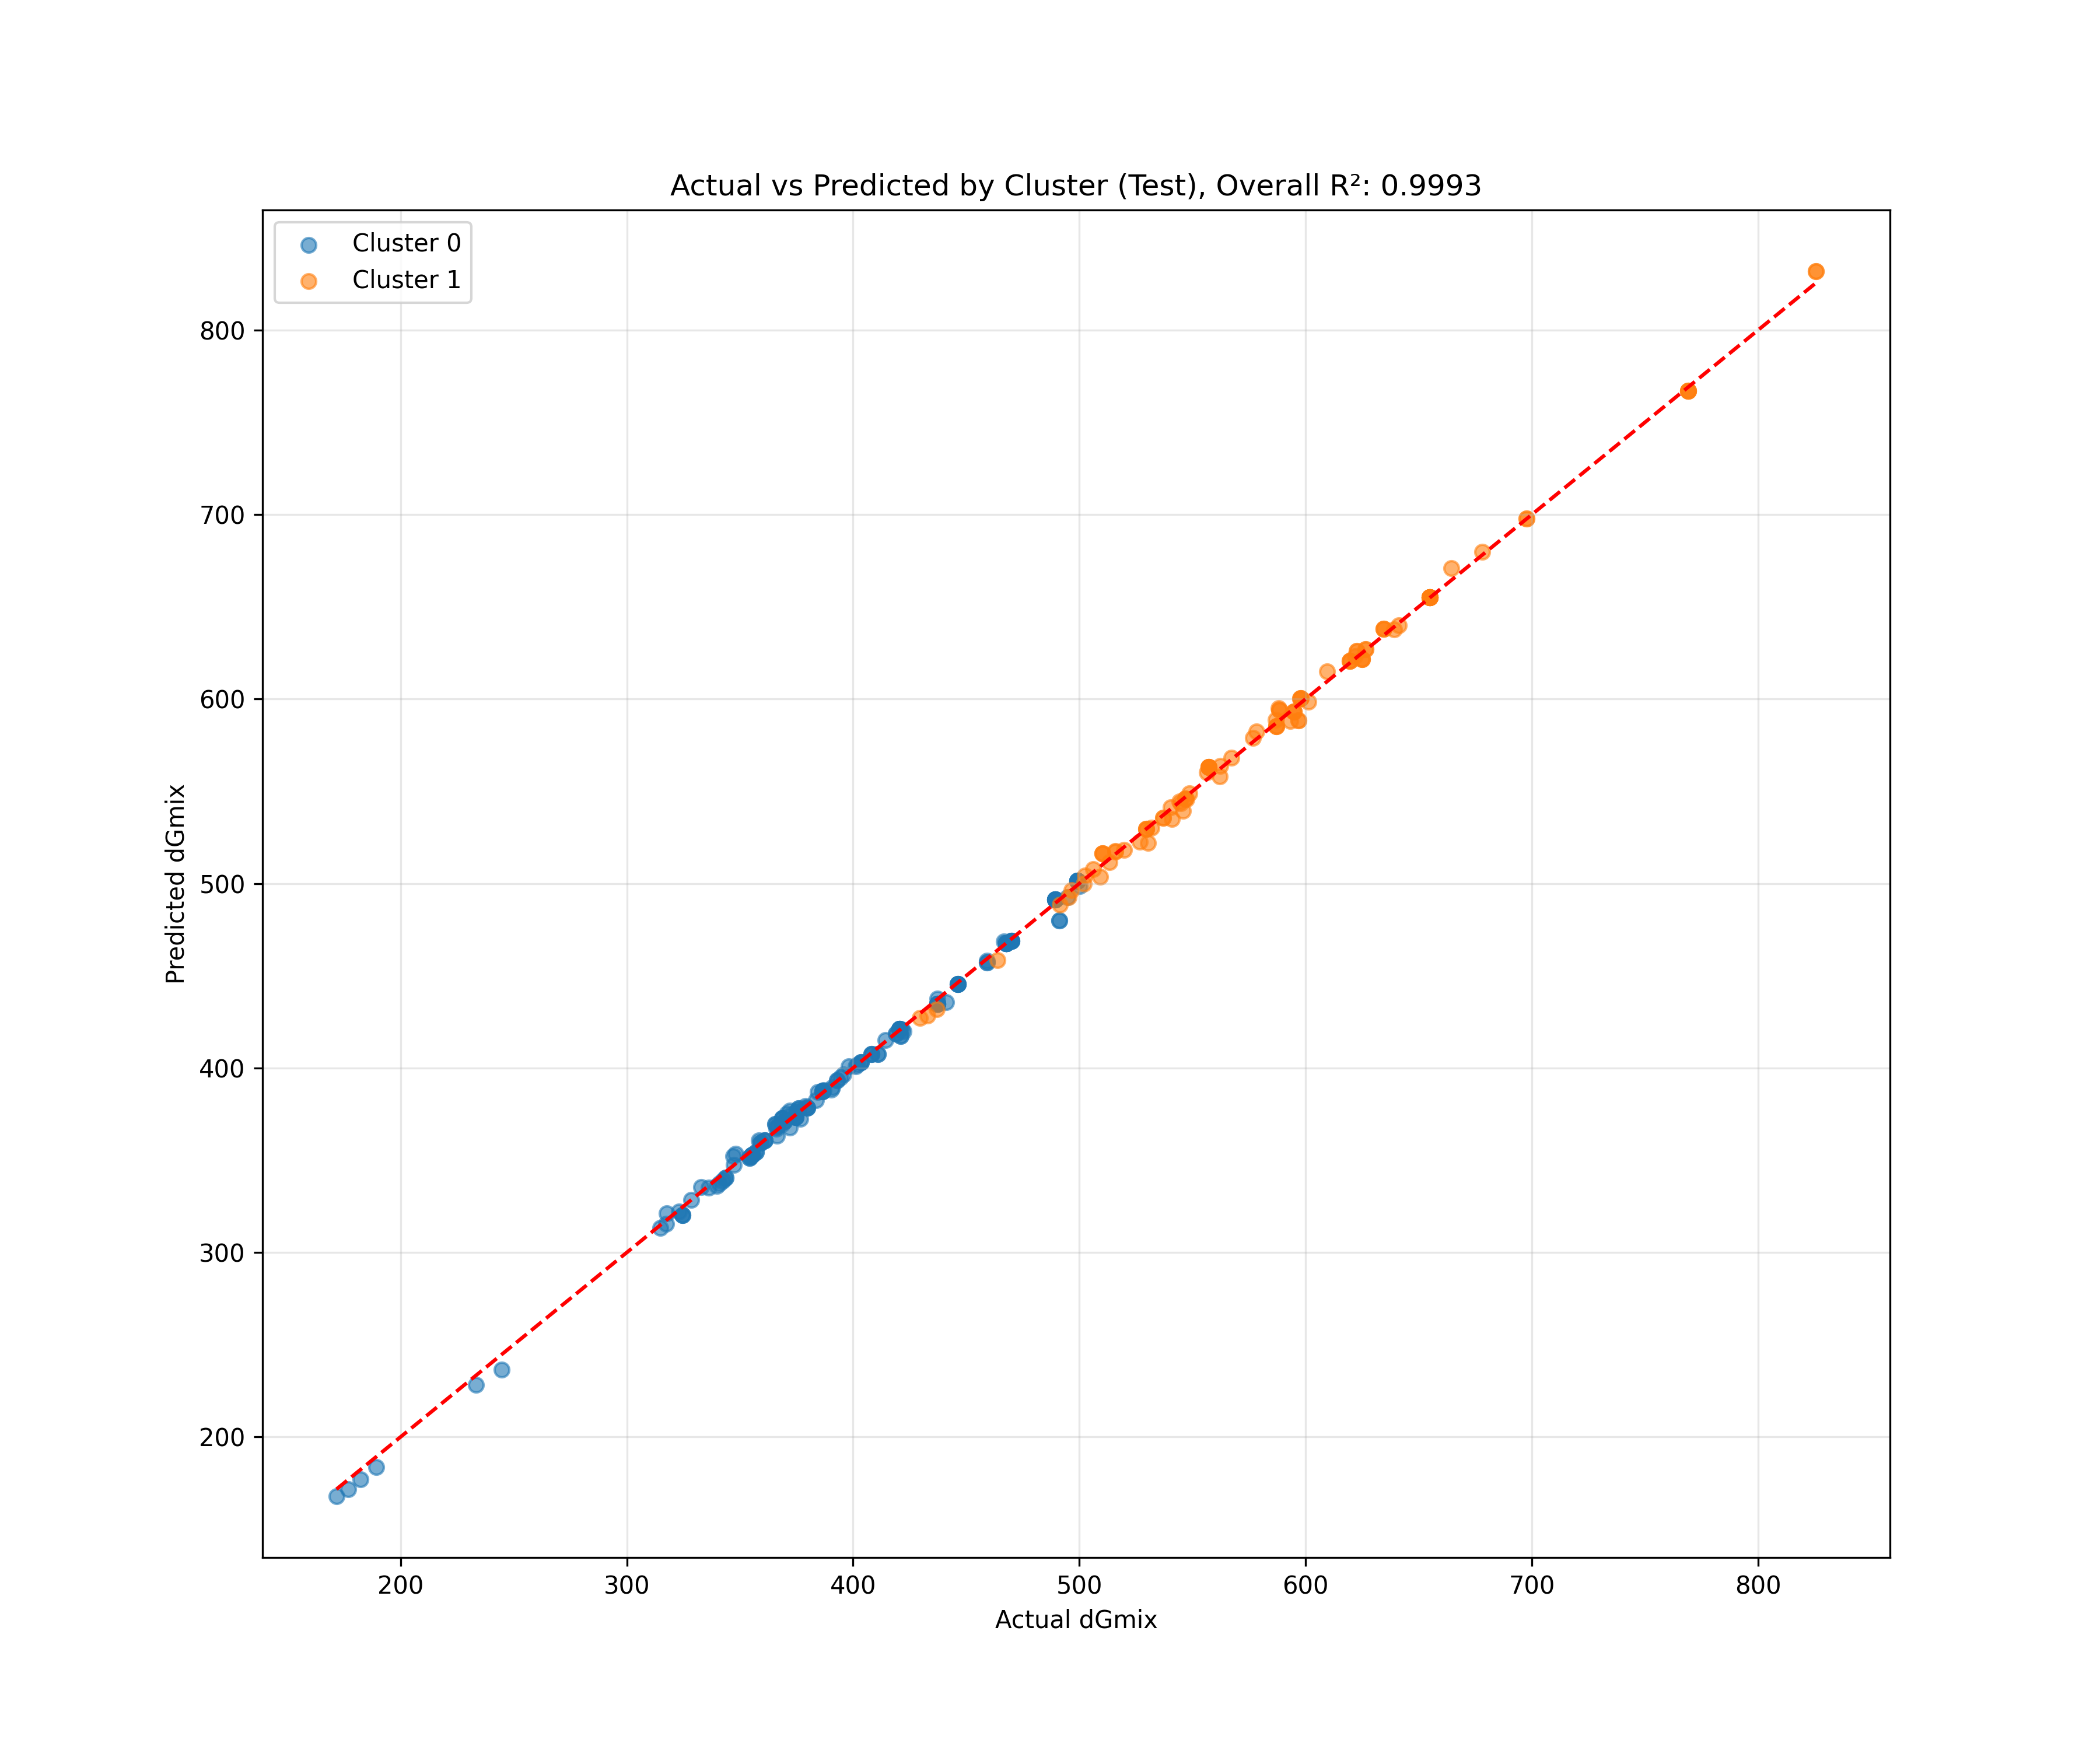 Actual vs Predicted by Cluster (Test), Overall R²: 0.9993
Cluster 0
Cluster 1
800
700
600
500
400
300
200
Predicted dGmix
200 300 400 500 600 700 800
Actual dGmix